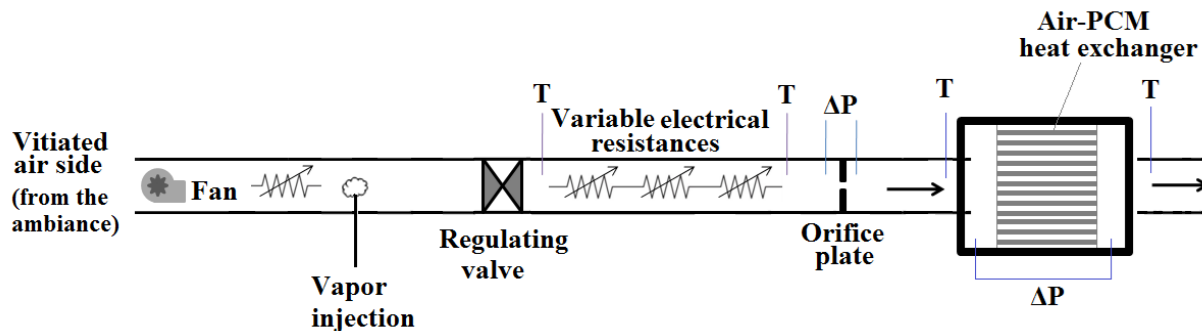 Air-PCM
heat exchanger
T
Variable electrical
resistances
T
ΔP
T
T
Vitiated
air side
(from the
ambiance)
Fan
Regulating
valve
Orifice
plate
Vapor
injection
ΔP